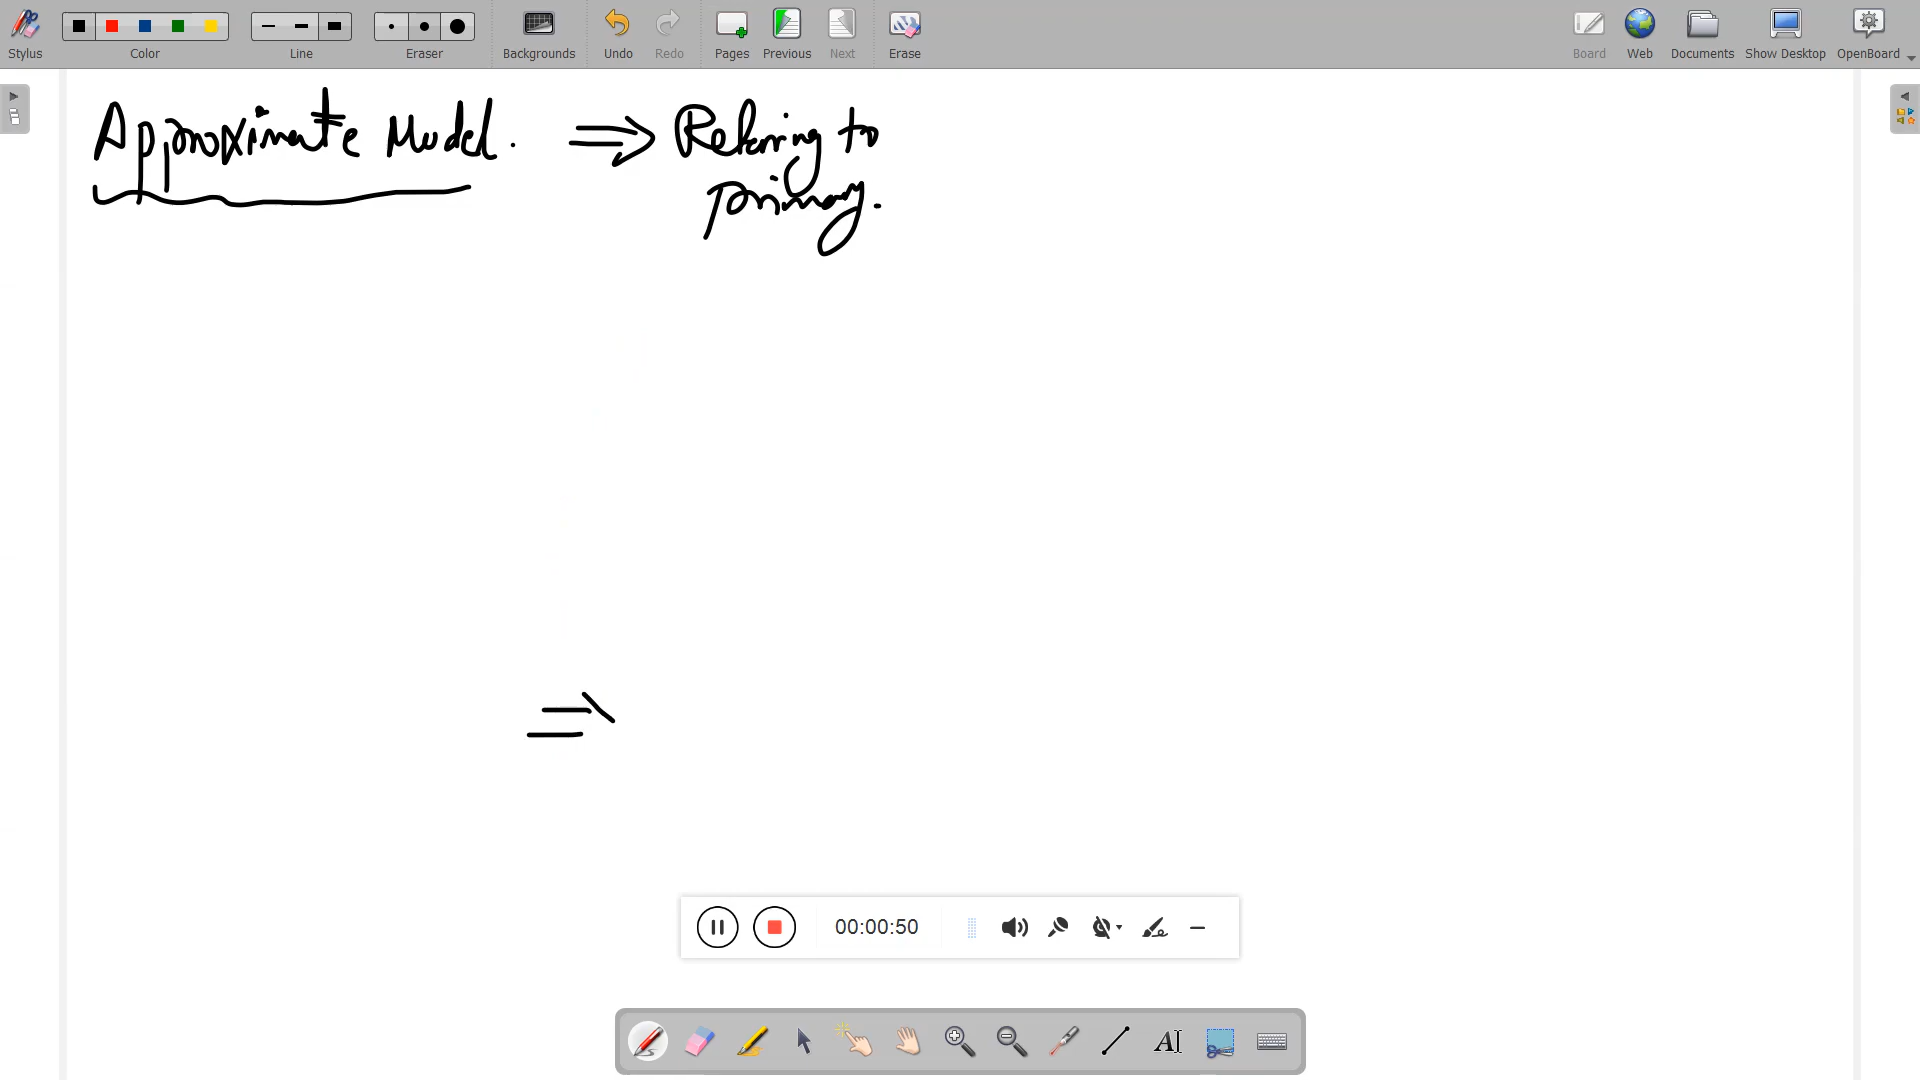 Stylus Color Line Eraser Backgrounds Undo Redo Pages Previous Next Erase Board Web Documents Show Desktop OpenBoard
Approximate Model. ⇒ Referring to
primary.
00:00:50
AI